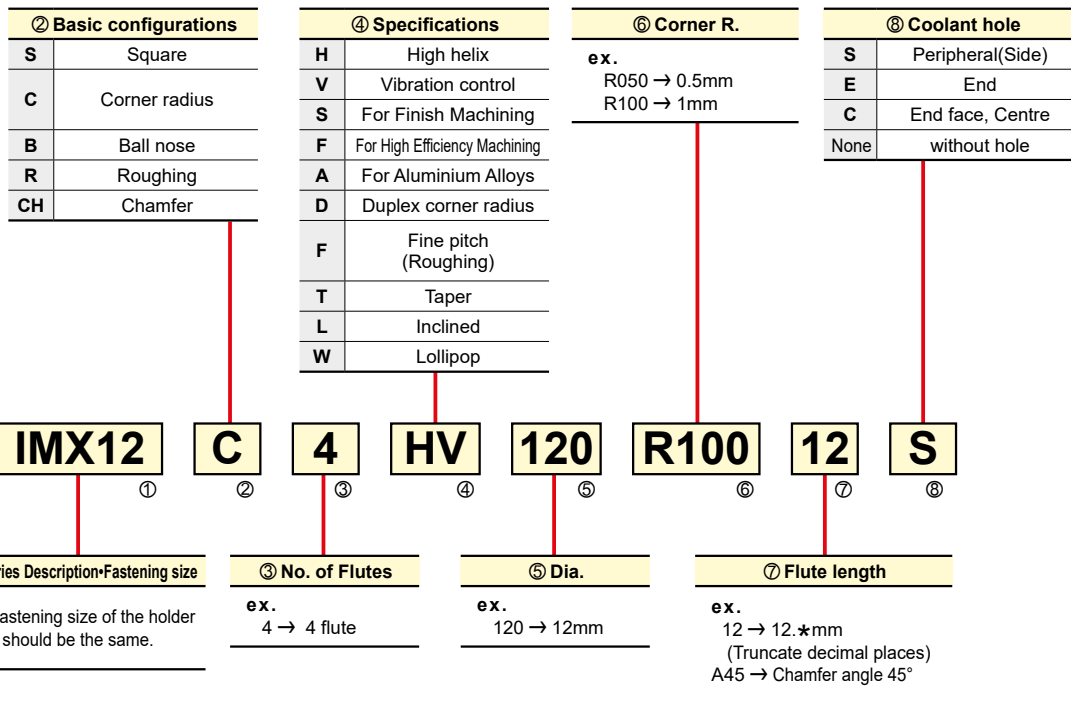 ② Basic configurations
S Square
C Corner radius
B Ball nose
R Roughing
CH Chamfer
④ Specifications
H High helix
V Vibration control
S For Finish Machining
F For High Efficiency Machining
A For Aluminium Alloys
D Duplex corner radius
F Fine pitch
(Roughing)
T Taper
L Inclined
W Lollipop
⑥ Corner R.
ex.
R050 → 0.5mm
R100 → 1mm
⑧ Coolant hole
S Peripheral(Side)
E End
C End face, Centre
None without hole
IMX12 C 4 HV 120 R100 12 S
① ② ③ ④ ⑤ ⑥ ⑦ ⑧
Description•Fastening size
size of the holder
should be the same.
③ No. of Flutes
ex.
4 → 4 flute
⑤ Dia.
ex.
120 → 12mm
⑦ Flute length
ex.
12 → 12.★mm
(Truncate decimal places)
A45 → Chamfer angle 45°